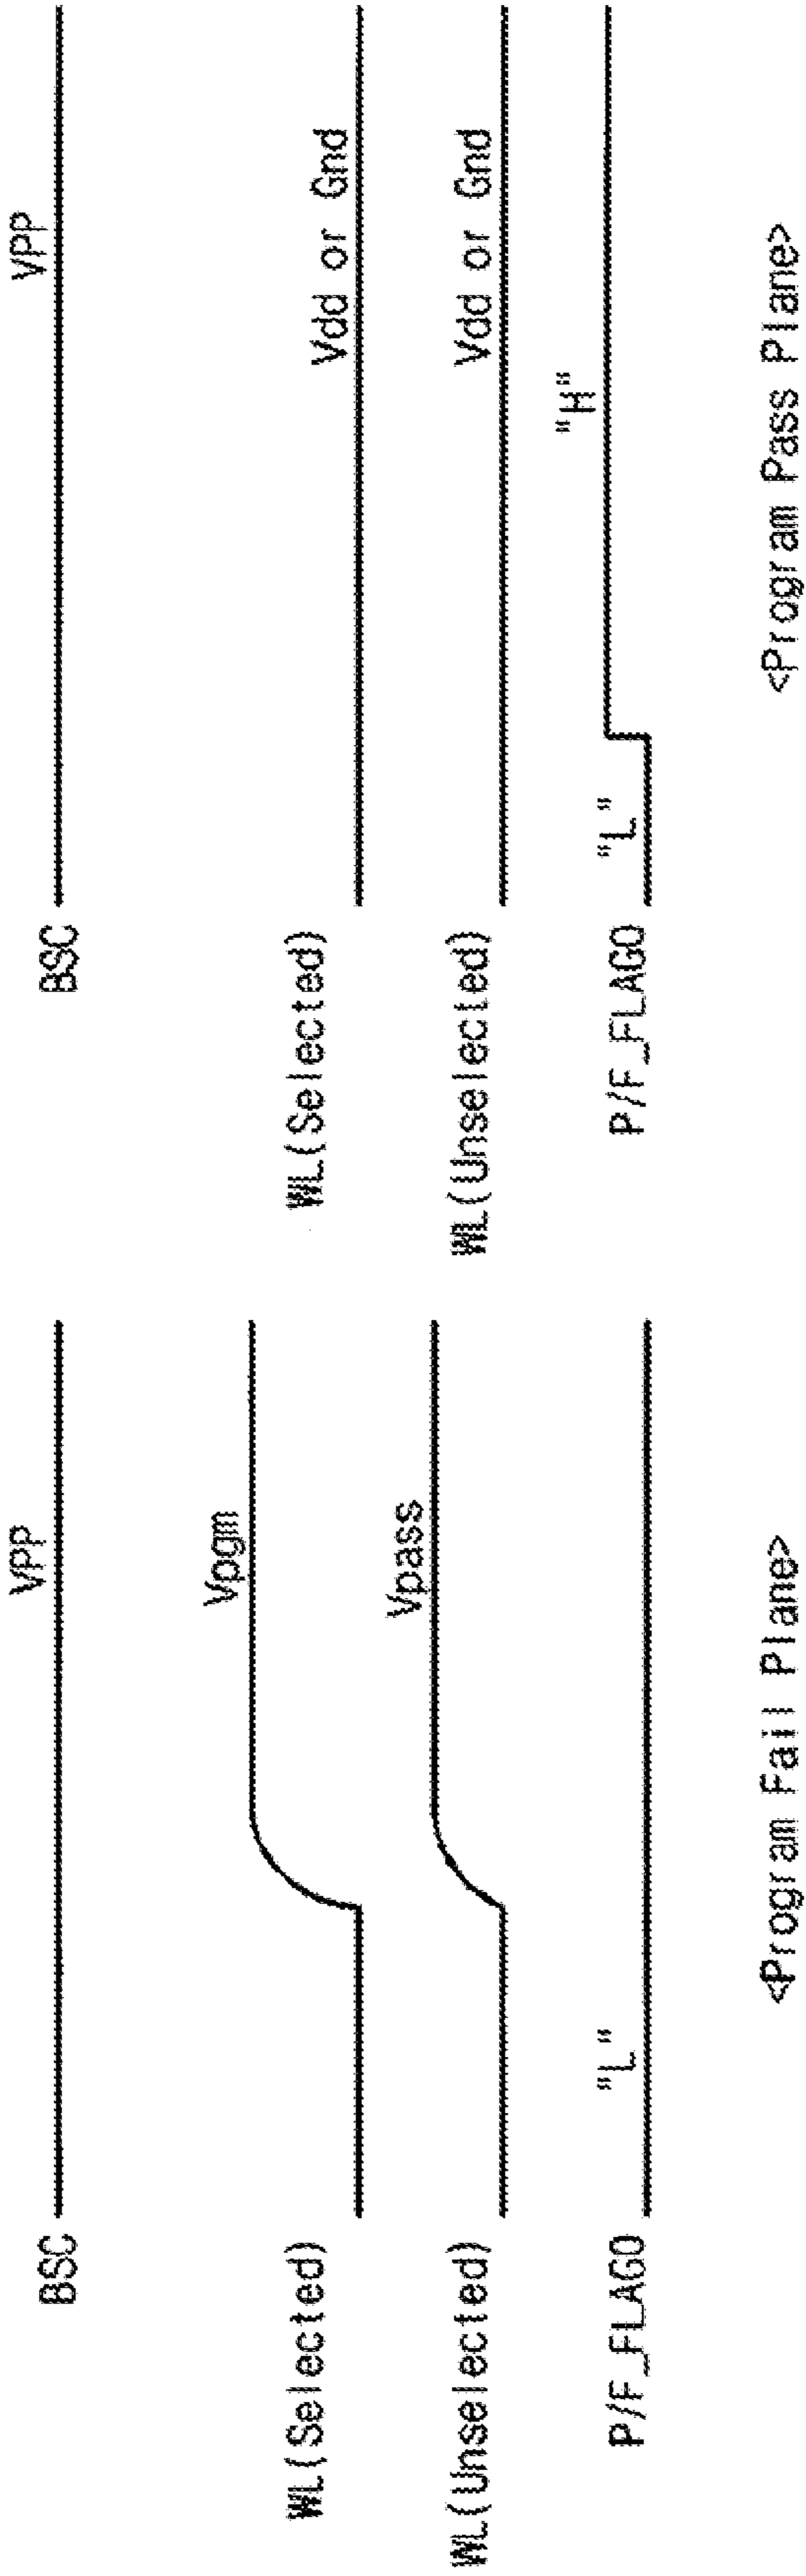 BSC
VPP
WL(Selected)
Vpgm
WL(Unselected)
Vpass
P/F_FLAG0
"L"
<Program Fail Plane>
BSC
VPP
WL(Selected)
Vdd or Gnd
WL(Unselected)
Vdd or Gnd
P/F_FLAG0
"L"
"H"
<Program Pass Plane>